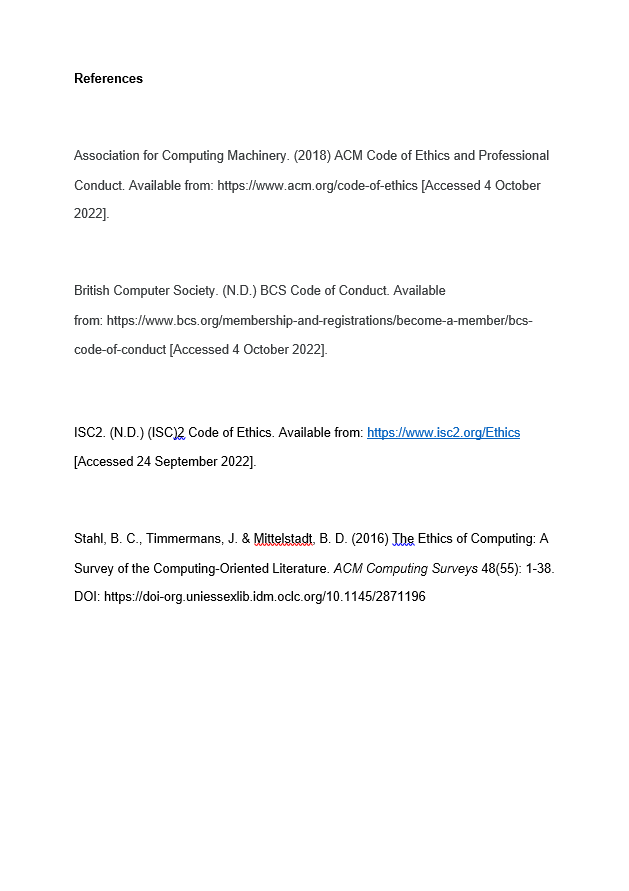 References
Association for Computing Machinery. (2018) ACM Code of Ethics and Professional
Conduct. Available from: https://www.acm.org/code-of-ethics [Accessed 4 October
2022].
British Computer Society. (N.D.) BCS Code of Conduct. Available
from: https://www.bcs.org/membership-and-registrations/become-a-member/bcs-
code-of-conduct [Accessed 4 October 2022].
ISC2. (N.D.) (ISC)2 Code of Ethics. Available from: https://www.isc2.org/Ethics
[Accessed 24 September 2022].
Stahl, B. C., Timmermans, J. & Mittelstadt, B. D. (2016) The Ethics of Computing: A
Survey of the Computing-Oriented Literature. ACM Computing Surveys 48(55): 1-38.
DOI: https://doi-org.uniessexlib.idm.oclc.org/10.1145/2871196